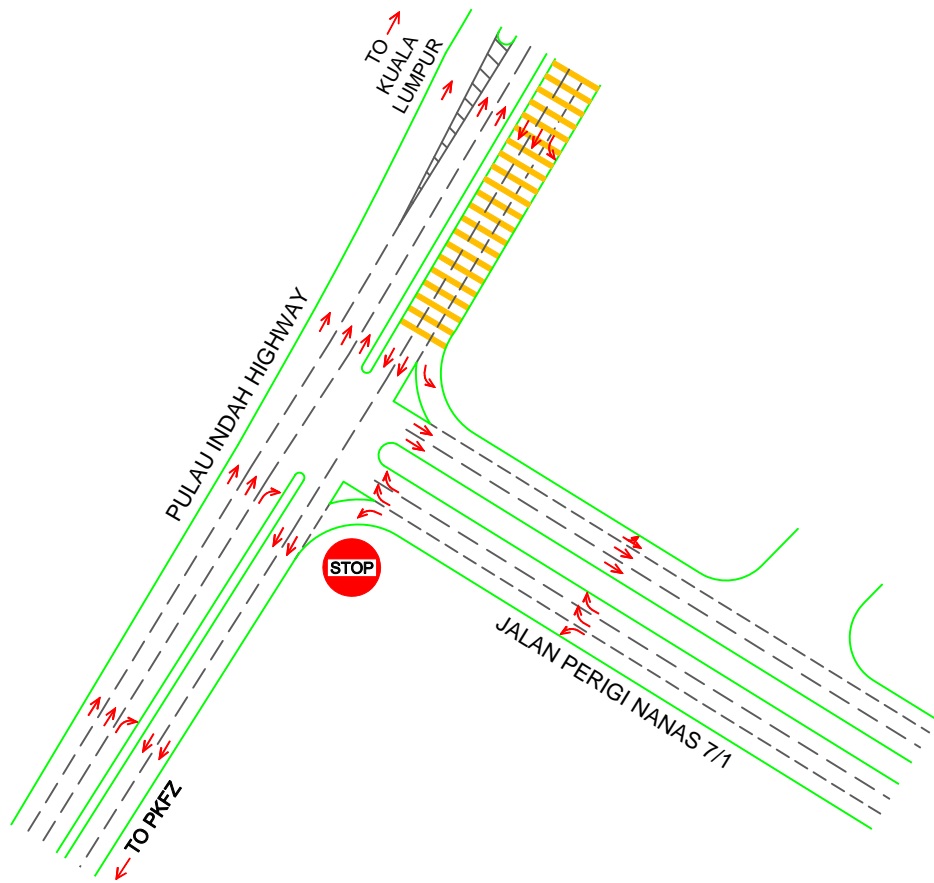 TO
KUALA
LUMPUR
PULAU INDAH HIGHWAY
STOP
JALAN PERIGI NANAS 7/1
TO PKFZ